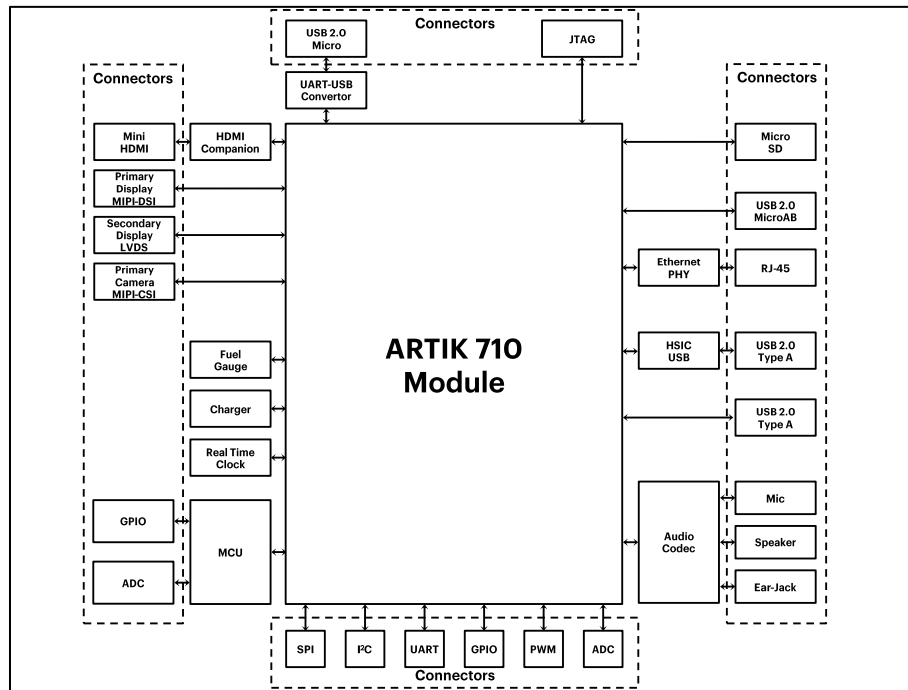 Connectors
USB 2.0
Micro
JTAG
UART-USB
Convertor
Connectors
Mini
HDMI
HDMI
Companion
Primary
Display
MIPI-DSI
Secondary
Display
LVDS
Primary
Camera
MIPI-CSI
Fuel
Gauge
Charger
Real Time
Clock
GPIO
ADC
MCU
ARTIK 710
Module
Connectors
Micro
SD
USB 2.0
MicroAB
Ethernet
PHY
RJ-45
HSIC
USB
USB 2.0
Type A
USB 2.0
Type A
Audio
Codec
Mic
Speaker
Ear-Jack
SPI
I²C
UART
GPIO
PWM
ADC
Connectors